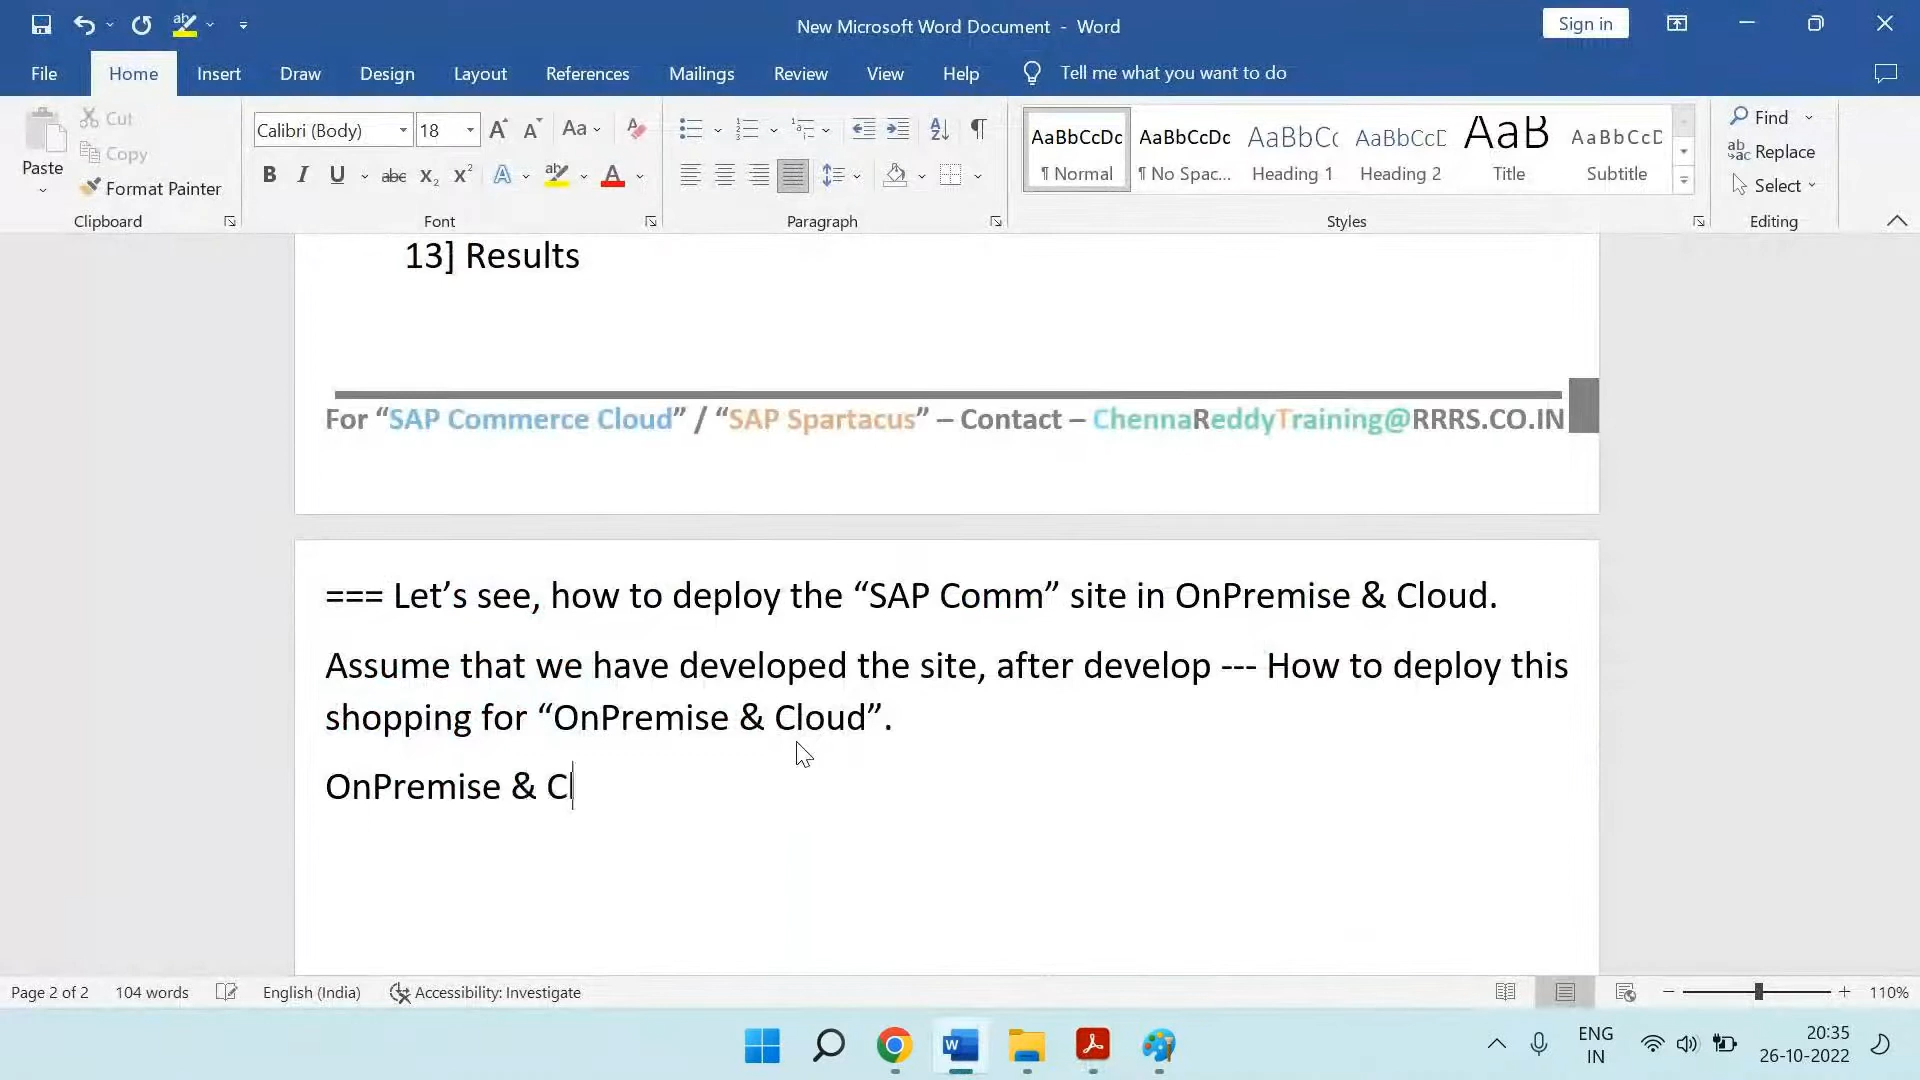 New Microsoft Word Document - Word
Sign in
File Home Insert Draw Design Layout References Mailings Review View Help Tell me what you want to do
Paste
Cut
Copy
Format Painter
Clipboard
Calibri (Body) 18
Font
Paragraph
AaBbCcDc AaBbCcDc AaBbCc AaBbCcD AaB AaBbCcD
¶ Normal ¶ No Spac... Heading 1 Heading 2 Title Subtitle
Styles
Find
Replace
Select
Editing
13] Results
For “SAP Commerce Cloud” / “SAP Spartacus” – Contact – ChennaReddyTraining@RRRS.CO.IN
=== Let’s see, how to deploy the “SAP Comm” site in OnPremise & Cloud.
Assume that we have developed the site, after develop --- How to deploy this
shopping for “OnPremise & Cloud”.
OnPremise & Cl
Page 2 of 2 104 words English (India) Accessibility: Investigate 110%
ENG
IN
20:35
26-10-2022